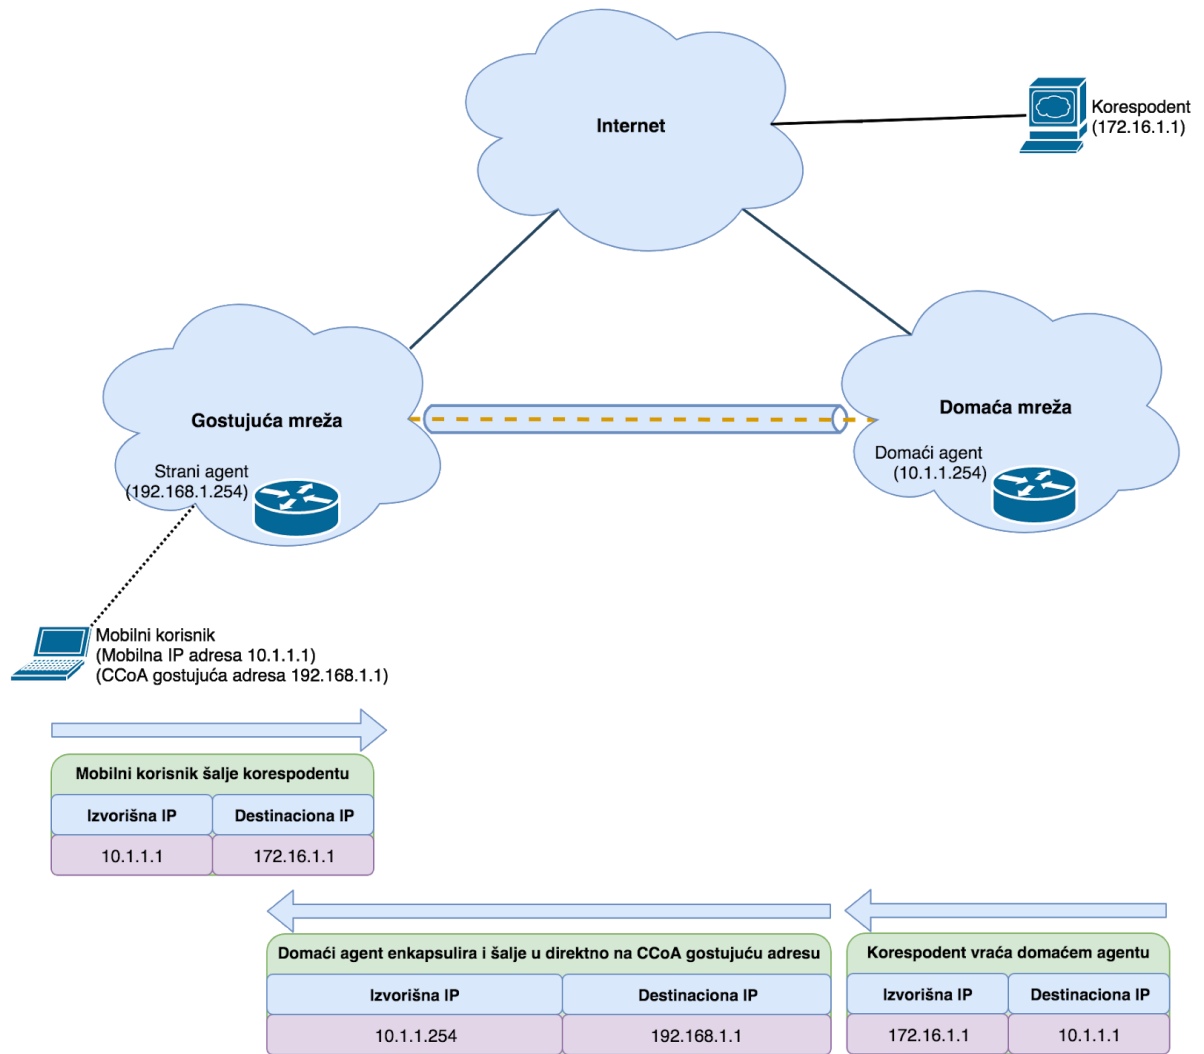 Internet
Korespodent
(172.16.1.1)
Gostujuća mreža
Domaća mreža
Strani agent
(192.168.1.254)
Domaći agent
(10.1.1.254)
Mobilni korisnik
(Mobilna IP adresa 10.1.1.1)
(CCoA gostujuća adresa 192.168.1.1)
Mobilni korisnik šalje korespodentu
Izvorišna IP
Destinaciona IP
10.1.1.1
172.16.1.1
Domaći agent enkapsulira i šalje u direktno na CCoA gostujuću adresu
Izvorišna IP
Destinaciona IP
10.1.1.254
192.168.1.1
Korespodent vraća domaćem agentu
Izvorišna IP
Destinaciona IP
172.16.1.1
10.1.1.1